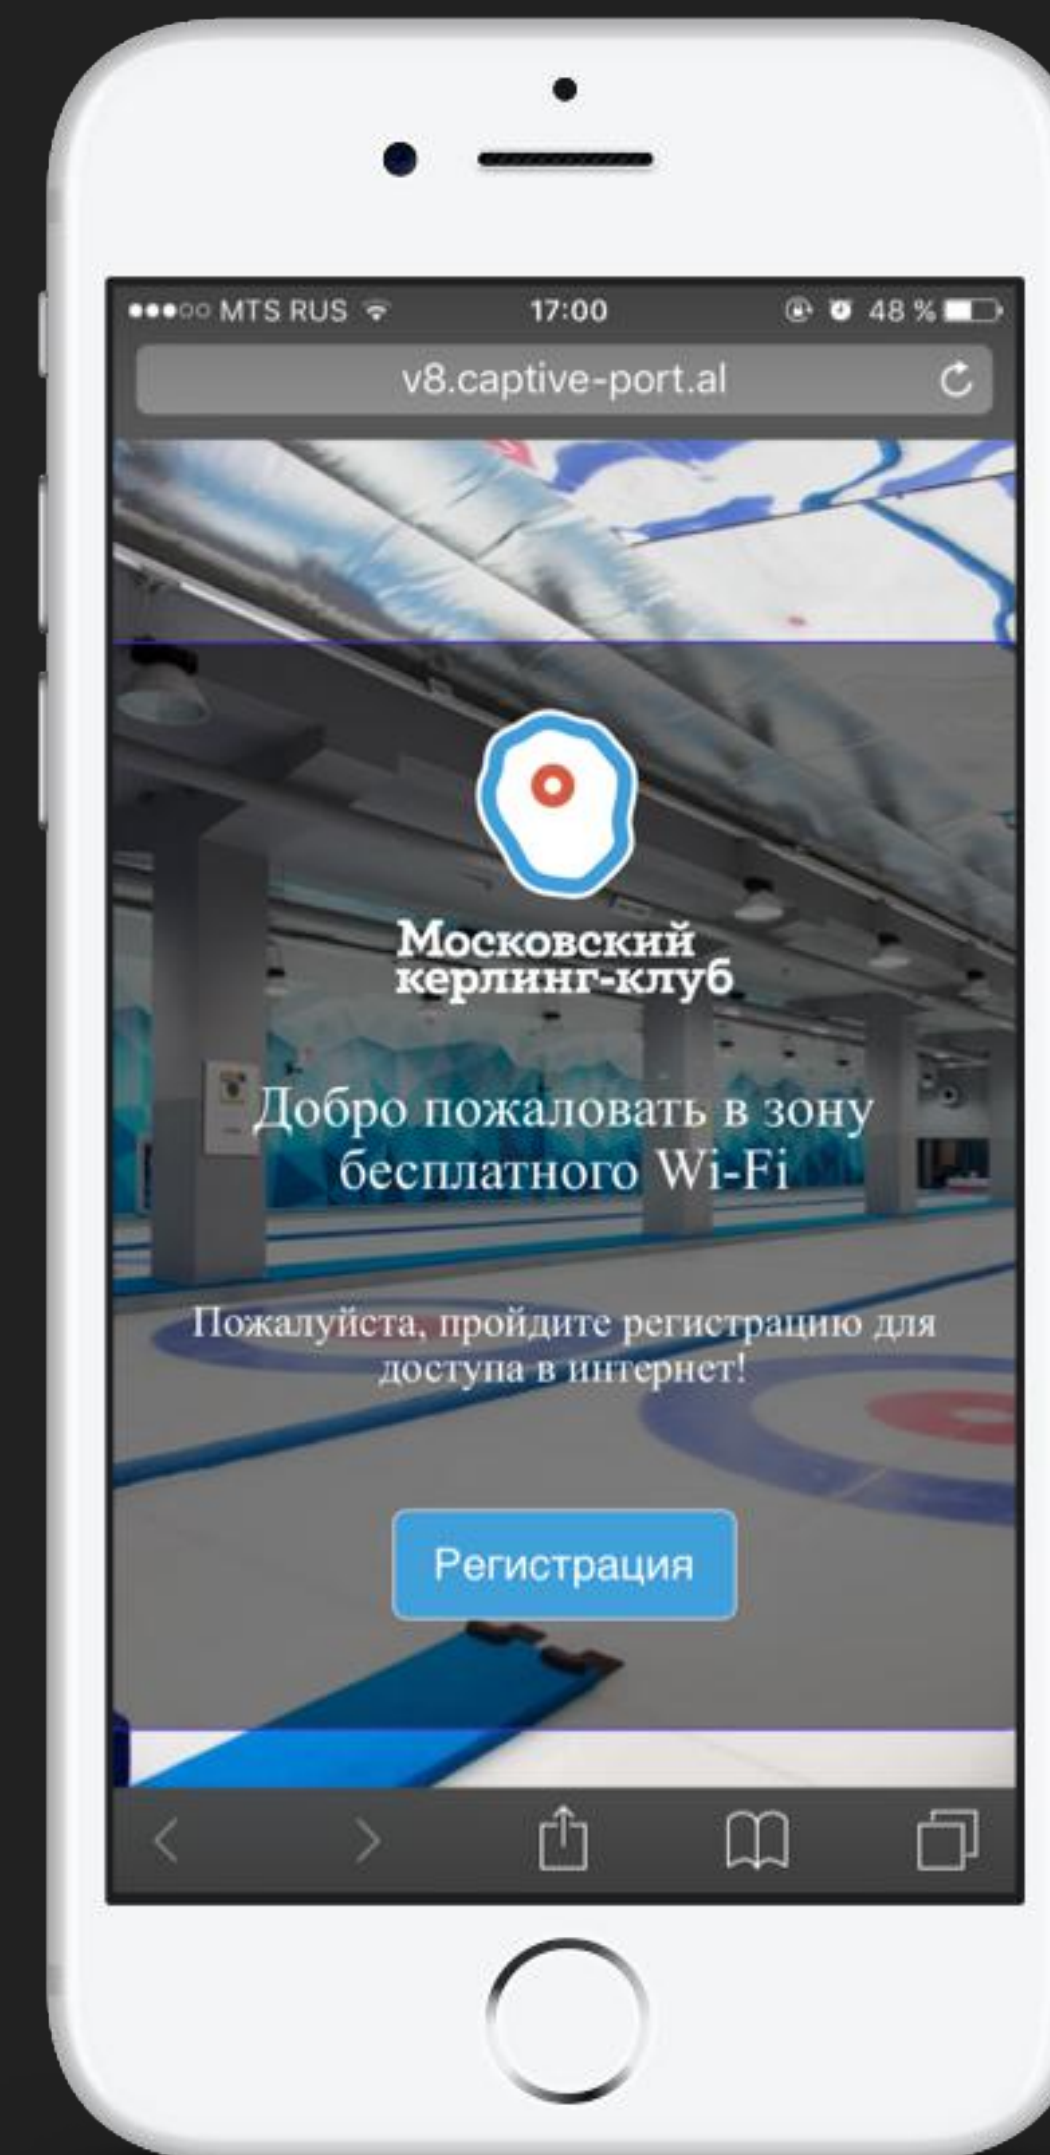 MTS RUS 17:00 48 %
v8.captive-port.al
Московский
керлинг-клуб
Добро пожаловать в зону
бесплатного Wi-Fi
Пожалуйста, пройдите регистрацию для
доступа в интернет!
Регистрация